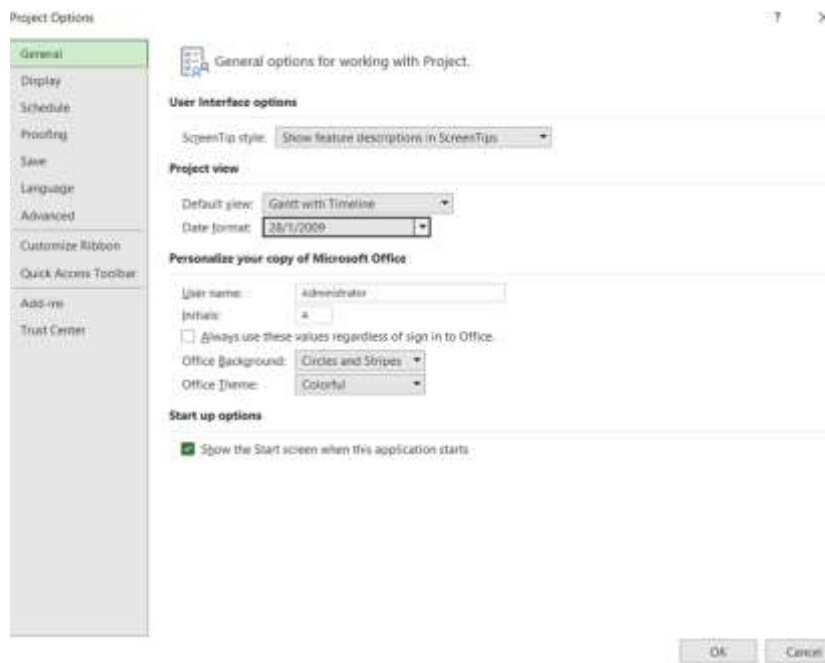 Project Options
?
General
Display
Schedule
Proofing
Save
Language
Advanced
Customize Ribbon
Quick Access Toolbar
Add-ins
Trust Center
General options for working with Project.
User Interface options
ScreenTip style: Show feature descriptions in ScreenTips
Project view
Default view: Gantt with Timeline
Date format: 28/1/2009
Personalize your copy of Microsoft Office
User name: Administrator
Initials: A
Always use these values regardless of sign in to Office.
Office Background: Circles and Stripes
Office Theme: Colorful
Start up options
Show the Start screen when this application starts
OK Cancel